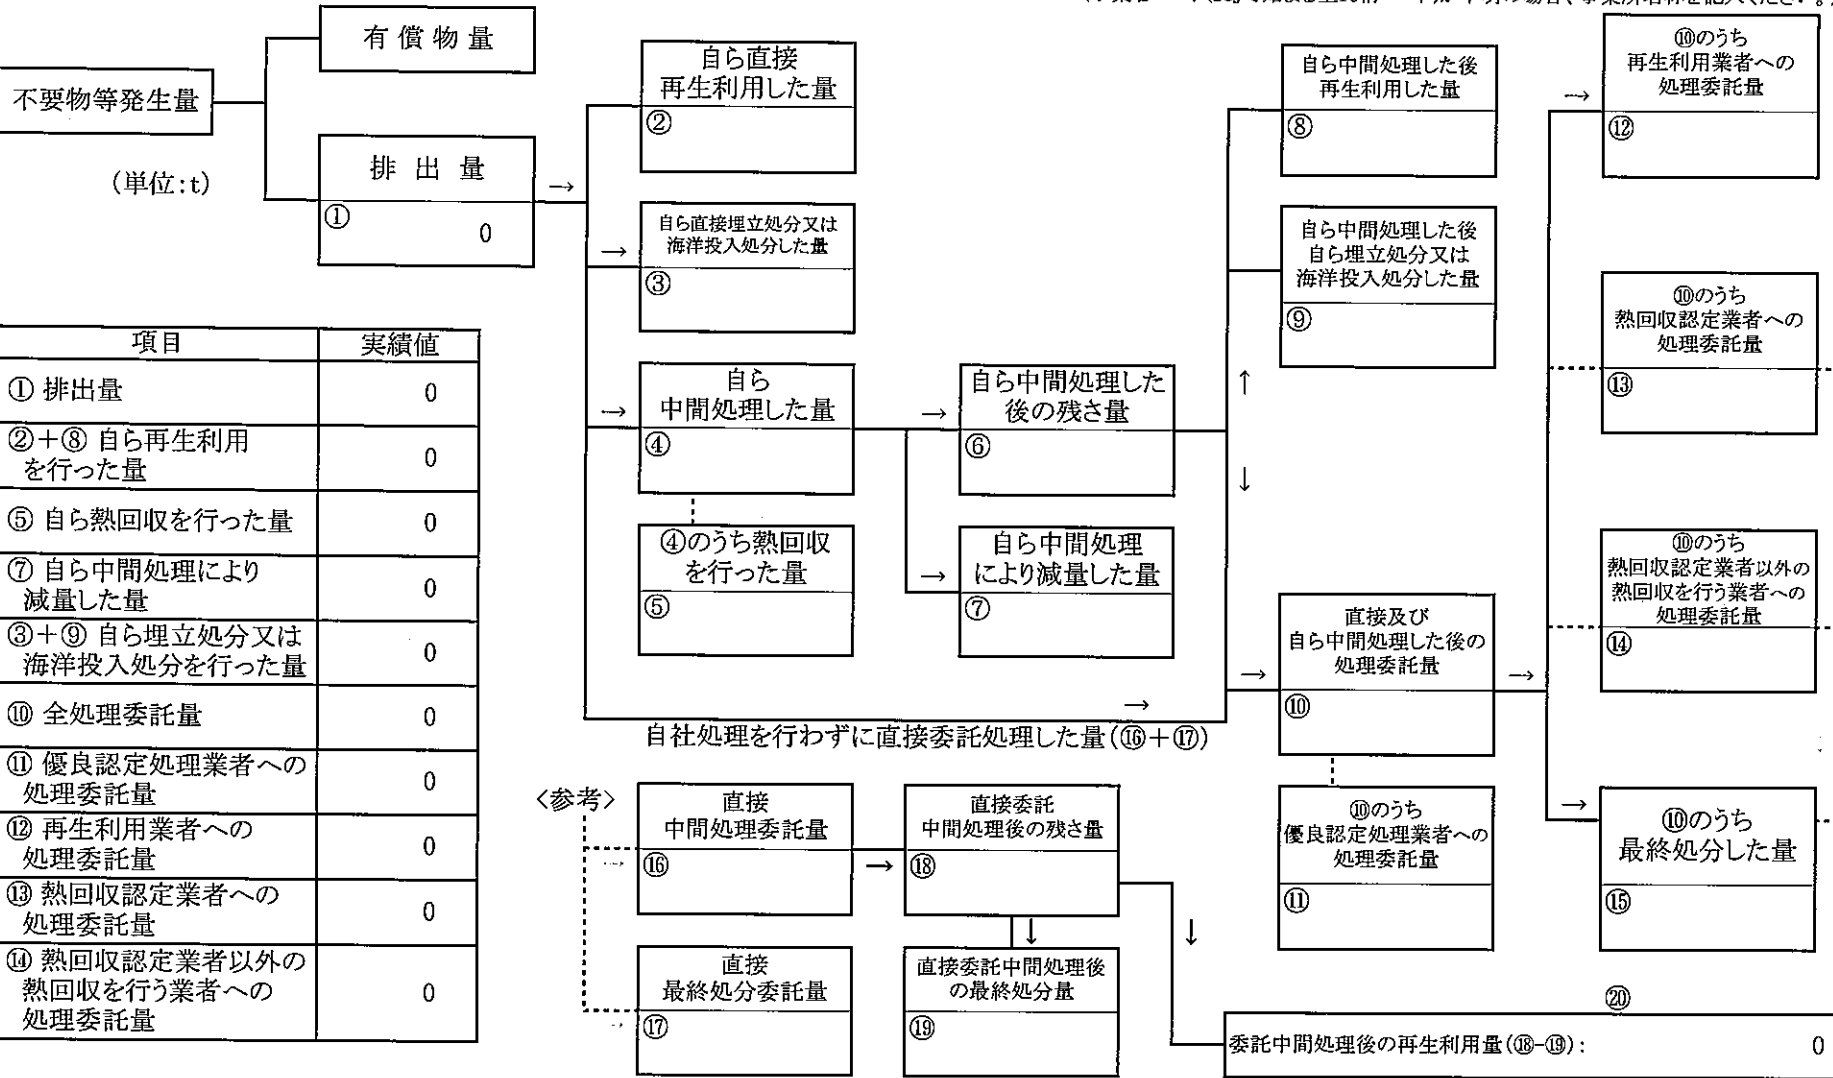 有償物量
不要物等発生量
(単位:t)
排出量
①
0
→
自ら直接
再生利用した量
②
→
自ら直接埋立処分又は
海洋投入処分した量
③
→
自ら
中間処理した量
④
④のうち熱回収
を行った量
⑤
→
自ら中間処理した
後の残さ量
⑥
→
自ら中間処理
により減量した量
⑦
自ら中間処理した後
再生利用した量
⑧
自ら中間処理した後
自ら埋立処分又は
海洋投入処分した量
⑨
↑
↓
→
直接及び
自ら中間処理した後の
処理委託量
⑩
→
⑩のうち
優良認定処理業者への
処理委託量
⑪
→
⑩のうち
再生利用業者への
処理委託量
⑫
⑩のうち
熱回収認定業者への
処理委託量
⑬
⑩のうち
熱回収認定業者以外の
熱回収を行う業者への
処理委託量
⑭
→
⑩のうち
最終処分した量
⑮
→
自社処理を行わずに直接委託処理した量(⑯+⑰)
<参考>
→
直接
中間処理委託量
⑯
→
直接
最終処分委託量
⑰
→
直接委託
中間処理後の残さ量
⑱
↓
直接委託中間処理後
の最終処分量
⑲
↓
⑳
委託中間処理後の再生利用量(⑱-⑲):
0
項目 実績値
① 排出量 0
②+⑧ 自ら再生利用
を行った量 0
⑤ 自ら熱回収を行った量 0
⑦ 自ら中間処理により
減量した量 0
③+⑨ 自ら埋立処分又は
海洋投入処分を行った量 0
⑩ 全処理委託量 0
⑪ 優良認定処理業者への
処理委託量 0
⑫ 再生利用業者への
処理委託量 0
⑬ 熱回収認定業者への
処理委託量 0
⑭ 熱回収認定業者以外の
熱回収を行う業者への
処理委託量 0